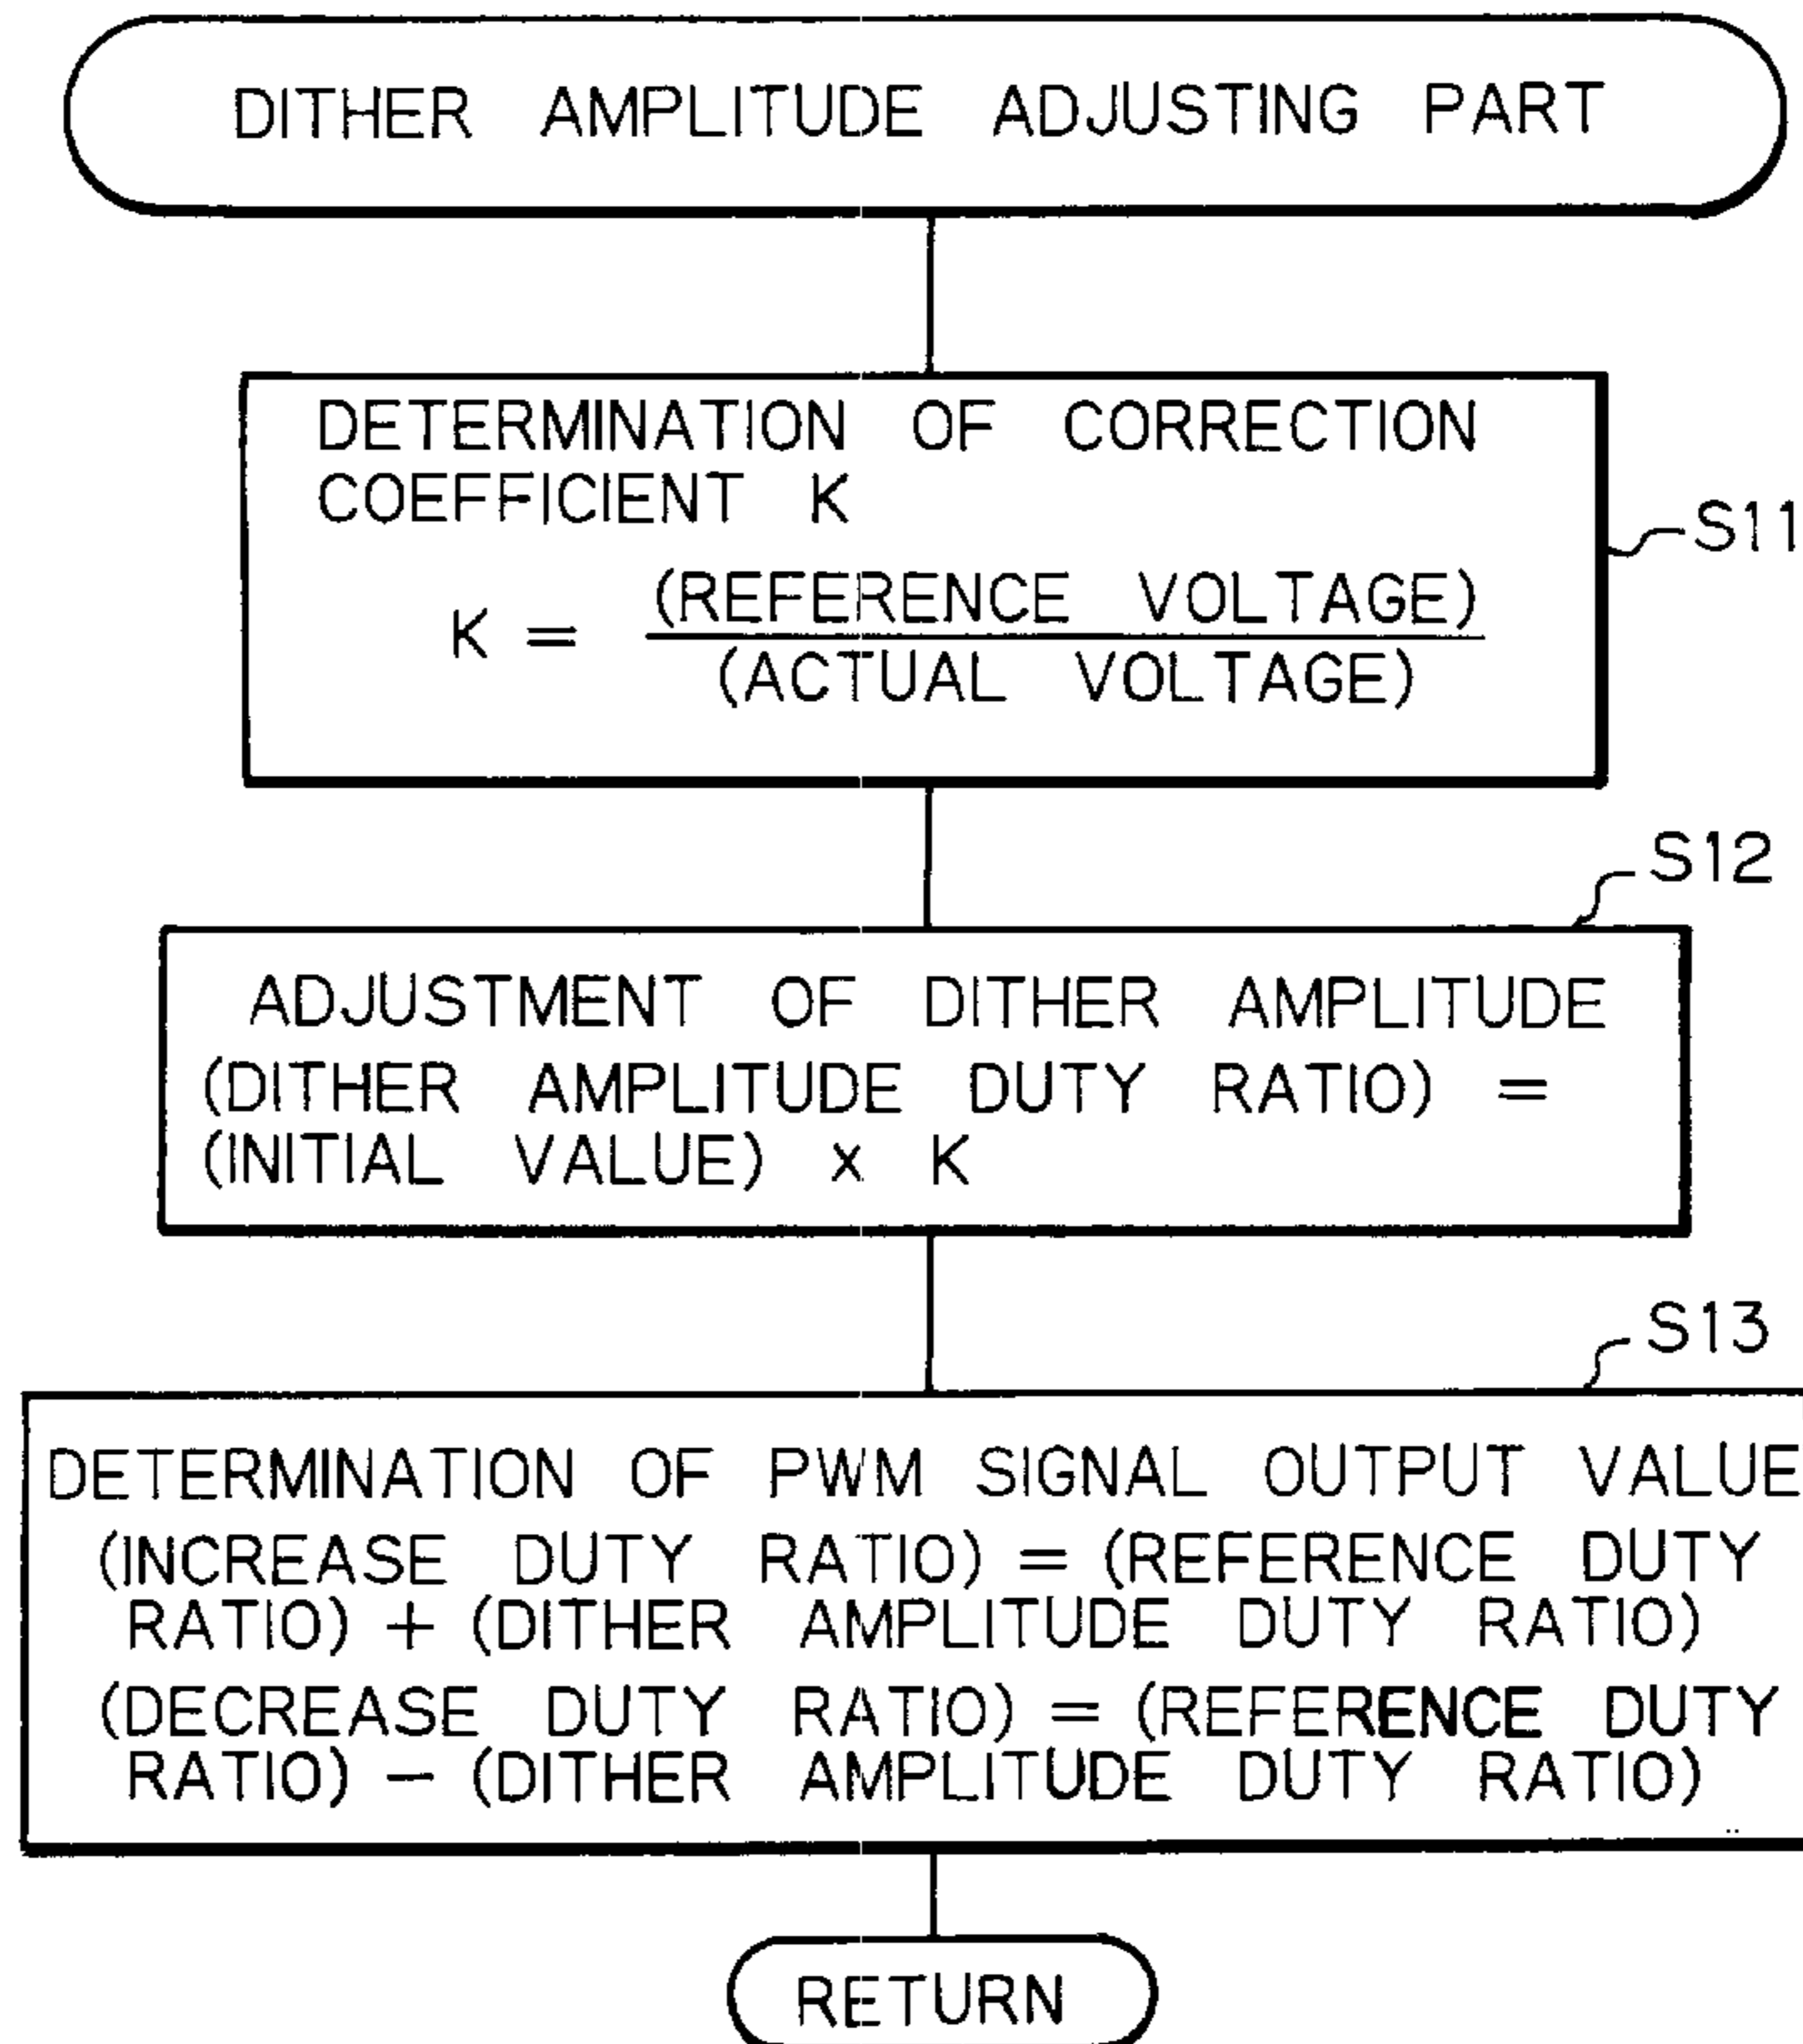 DITHER AMPLITUDE ADJUSTING PART
DETERMINATION OF CORRECTION
COEFFICIENT K
K = (REFERENCE VOLTAGE)
(ACTUAL VOLTAGE)
S11
S12
ADJUSTMENT OF DITHER AMPLITUDE
(DITHER AMPLITUDE DUTY RATIO) =
(INITIAL VALUE) x K
S13
DETERMINATION OF PWM SIGNAL OUTPUT VALUE
(INCREASE DUTY RATIO) = (REFERENCE DUTY
RATIO) + (DITHER AMPLITUDE DUTY RATIO)
(DECREASE DUTY RATIO) = (REFERENCE DUTY
RATIO) – (DITHER AMPLITUDE DUTY RATIO)
RETURN